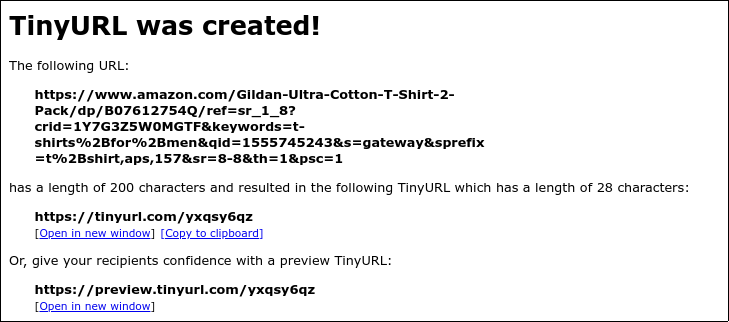 TinyURL was created!
The following URL:
https://www.amazon.com/Gildan-Ultra-Cotton-T-Shirt-2-
Pack/dp/B07612754Q/ref=sr_1_8?
crid=1Y7G3Z5W0MGTF&keywords=t-
shirts%2Bfor%2Bmen&qid=1555745243&s=gateway&sprefix
=t%2Bshirt,aps,157&sr=8-8&th=1&psc=1
has a length of 200 characters and resulted in the following TinyURL which has a length of 28 characters:
https://tinyurl.com/yxqsy6qz
[Open in new window] [Copy to clipboard]
Or, give your recipients confidence with a preview TinyURL:
https://preview.tinyurl.com/yxqsy6qz
[Open in new window]